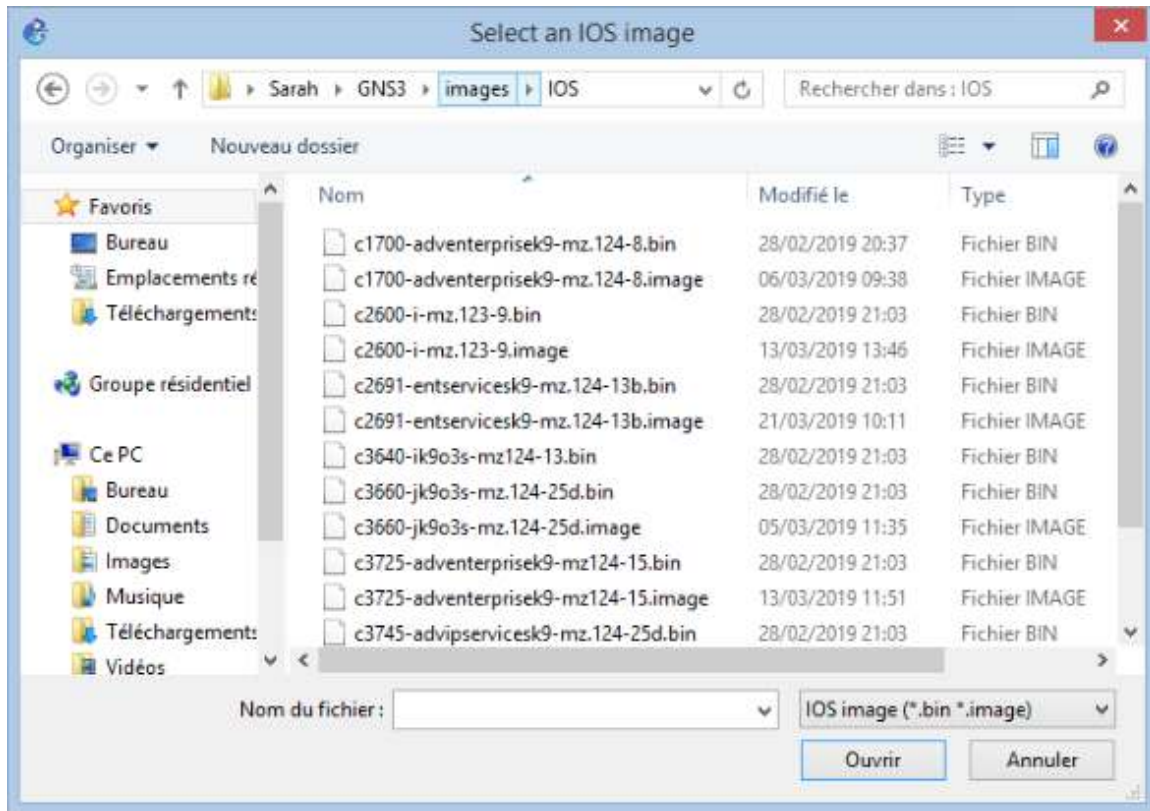 Select an IOS image
Sarah GNS3 images IOS
Rechercher dans : IOS
Organiser Nouveau dossier
Favoris
Bureau
Emplacements ré
Téléchargements
Groupe résidentiel
Ce PC
Bureau
Documents
Images
Musique
Téléchargements
Vidéos
Nom Modifié le Type
c1700-adventerprisek9-mz.124-8.bin 28/02/2019 20:37 Fichier BIN
c1700-adventerprisek9-mz.124-8.image 06/03/2019 09:38 Fichier IMAGE
c2600-i-mz.123-9.bin 28/02/2019 21:03 Fichier BIN
c2600-i-mz.123-9.image 13/03/2019 13:46 Fichier IMAGE
c2691-entservicesk9-mz.124-13b.bin 28/02/2019 21:03 Fichier BIN
c2691-entservicesk9-mz.124-13b.image 21/03/2019 10:11 Fichier IMAGE
c3640-ik9o3s-mz124-13.bin 28/02/2019 21:03 Fichier BIN
c3660-jk9o3s-mz.124-25d.bin 28/02/2019 21:03 Fichier BIN
c3660-jk9o3s-mz.124-25d.image 05/03/2019 11:35 Fichier IMAGE
c3725-adventerprisek9-mz124-15.bin 28/02/2019 21:03 Fichier BIN
c3725-adventerprisek9-mz124-15.image 13/03/2019 11:51 Fichier IMAGE
c3745-advipservicesk9-mz.124-25d.bin 28/02/2019 21:03 Fichier BIN
Nom du fichier : IOS image (*.bin *.image)
Ouvrir Annuler